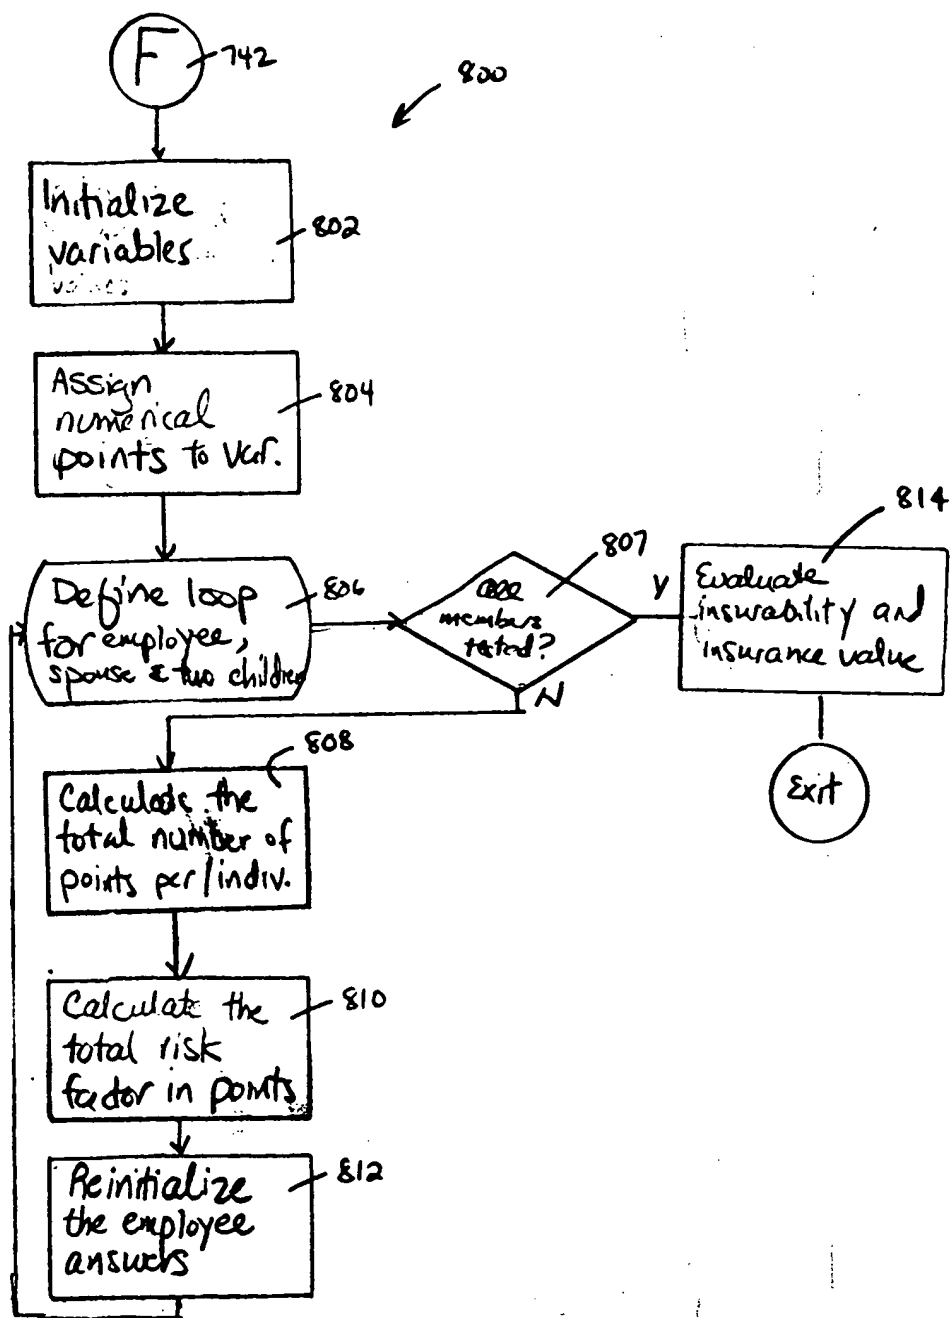 F
742
800
Initialize
variables
802
Assign
numerical
points to var.
804
Define loop
for employee,
spouse & two children
806
all
members
tested?
807
Y
N
Evaluate
insurability and
insurance value
814
Exit
Calculate the
total number of
points per/indiv.
808
Calculate the
total risk
factor in points
810
Reinitialize
the employee
answers
812